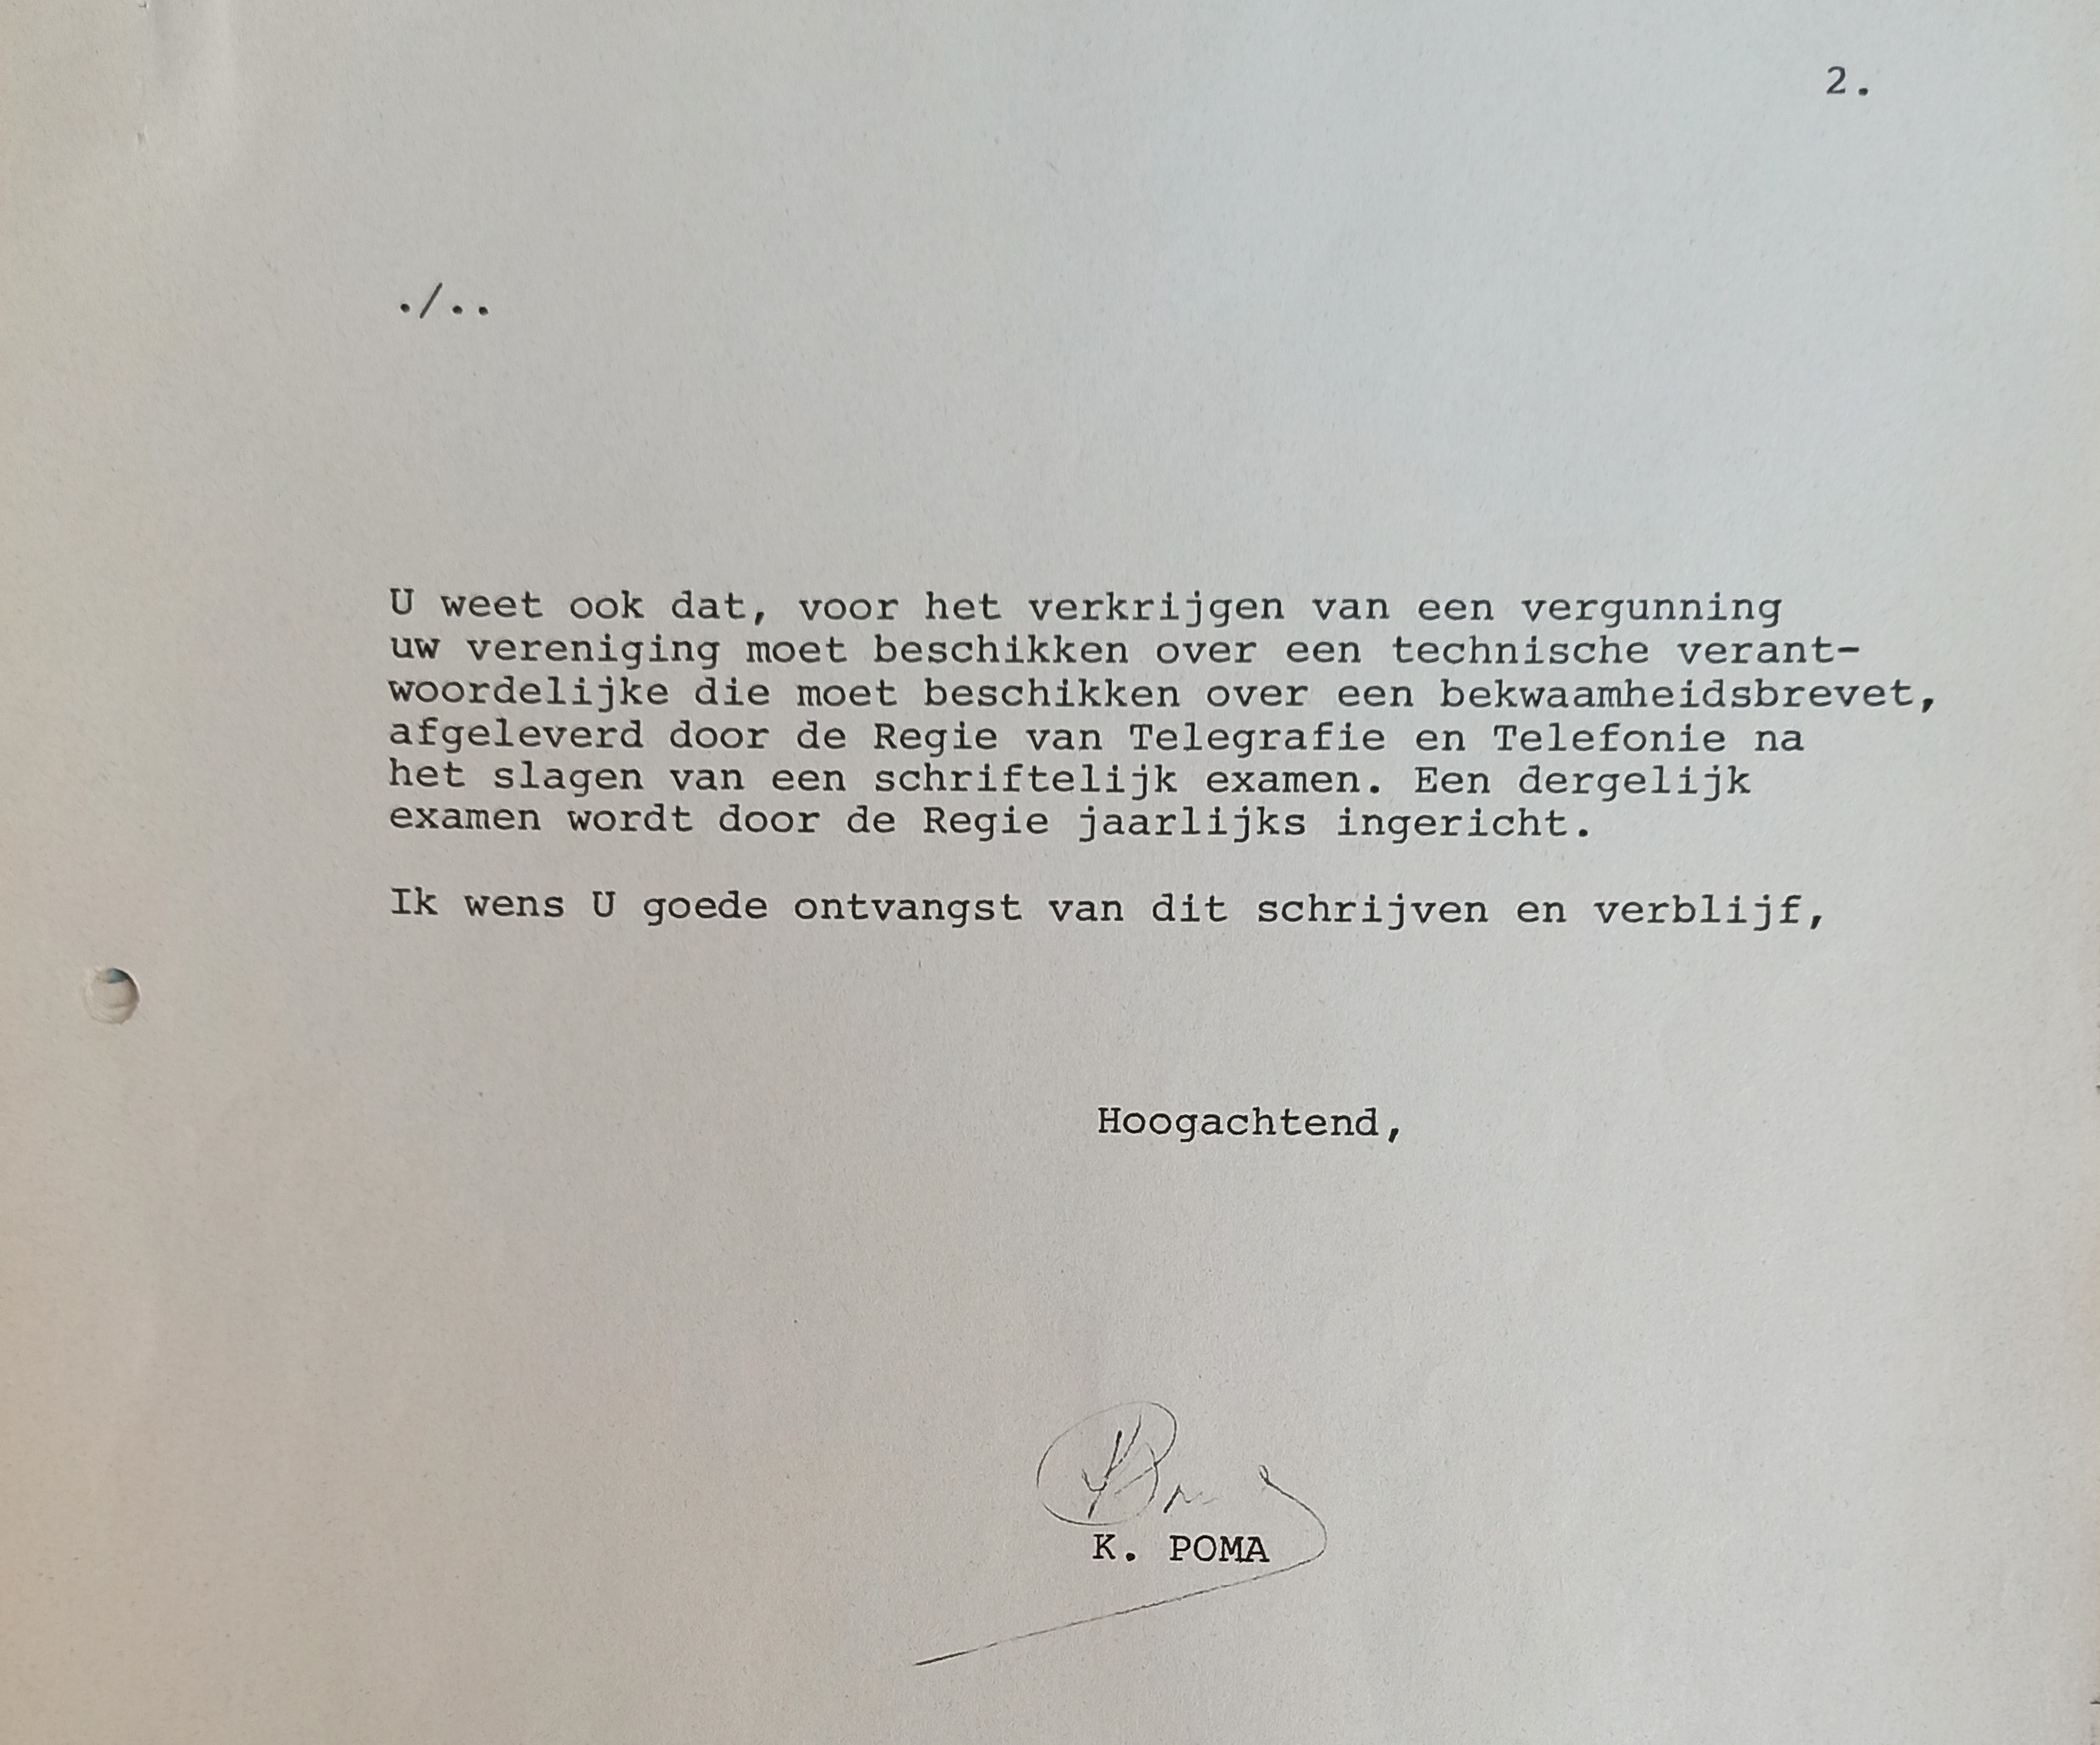 2.
./..
U weet ook dat, voor het verkrijgen van een vergunning
uw vereniging moet beschikken over een technische verant-
woordelijke die moet beschikken over een bekwaamheidsbrevet,
afgeleverd door de Regie van Telegrafie en Telefonie na
het slagen van een schriftelijk examen. Een dergelijk
examen wordt door de Regie jaarlijks ingericht.
Ik wens U goede ontvangst van dit schrijven en verblijf,
Hoogachtend,
K. POMA